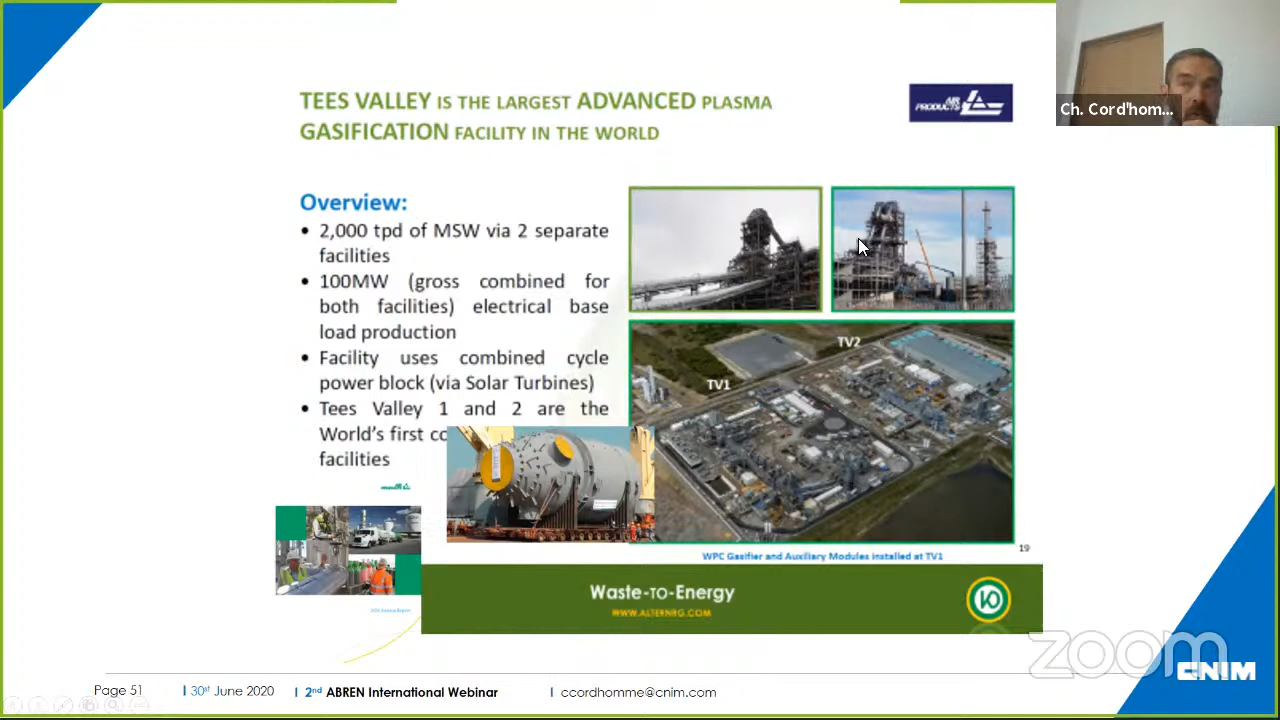 Ch. Cord'hom...
TEES VALLEY IS THE LARGEST ADVANCED PLASMA
GASIFICATION FACILITY IN THE WORLD
AIR
PRODUCTS
Overview:
• 2,000 tpd of MSW via 2 separate
facilities
• 100MW (gross combined for
both facilities) electrical base
load production
• Facility uses combined cycle
power block (via Solar Turbines)
• Tees Valley 1 and 2 are the
World's first co
facilities
TV1
TV2
WPC Gasifier and Auxiliary Modules installed at TV1
19
Waste-TO-Energy
WWW.ALTERNRG.COM
zoom
CNIM
Page 51
30st June 2020
2nd ABREN International Webinar
ccordhomme@cnim.com